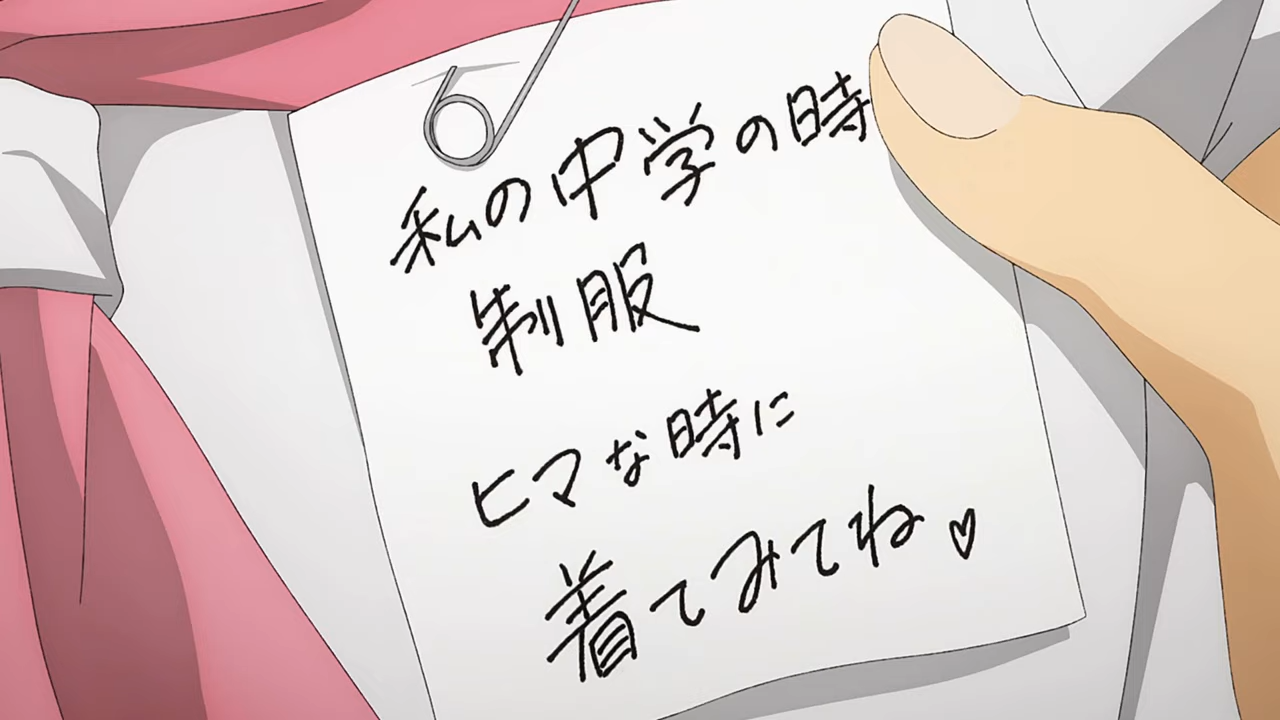 私の中学の時
制服
ヒマな時に
着てみてね♡